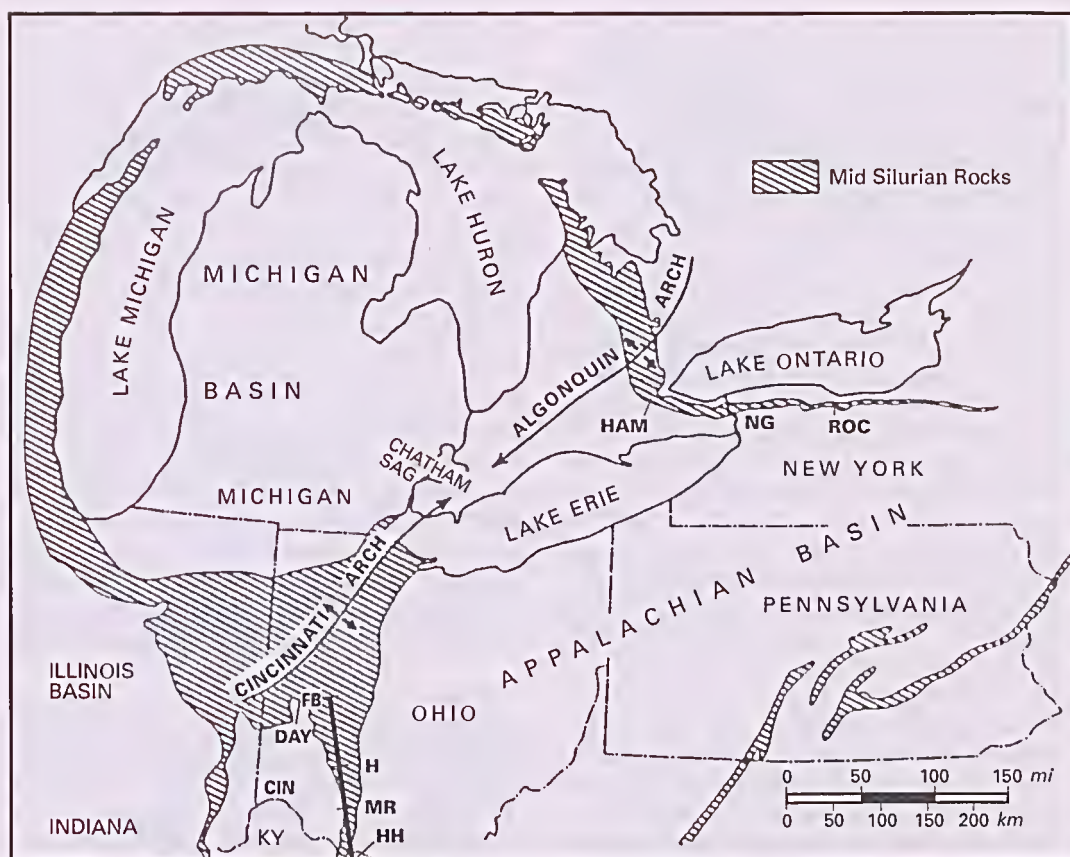 Mid Silurian Rocks
LAKE HURON
LAKE MICHIGAN
MICHIGAN
BASIN
ALGONQUIN ARCH
LAKE ONTARIO
HAM
NG
ROC
NEW YORK
CHATHAM
SAG
MICHIGAN
LAKE ERIE
CINCINNATI ARCH
APPALACHIAN BASIN
PENNSYLVANIA
ILLINOIS
BASIN
FB
OHIO
DAY
H
CIN
MR
INDIANA
KY
HH
0 50 100 150 mi
0 50 100 150 200 km